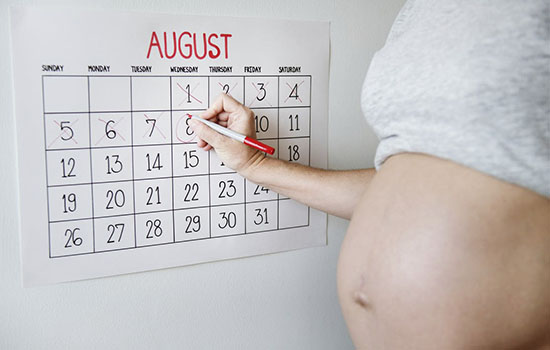 AUGUST
SUNDAY MONDAY TUESDAY WEDNESDAY THURSDAY FRIDAY SATURDAY
1 2 3 4
5 6 7 8 10 11
12 13 14 15 18
19 20 21 22 23
26 27 28 29 30 31